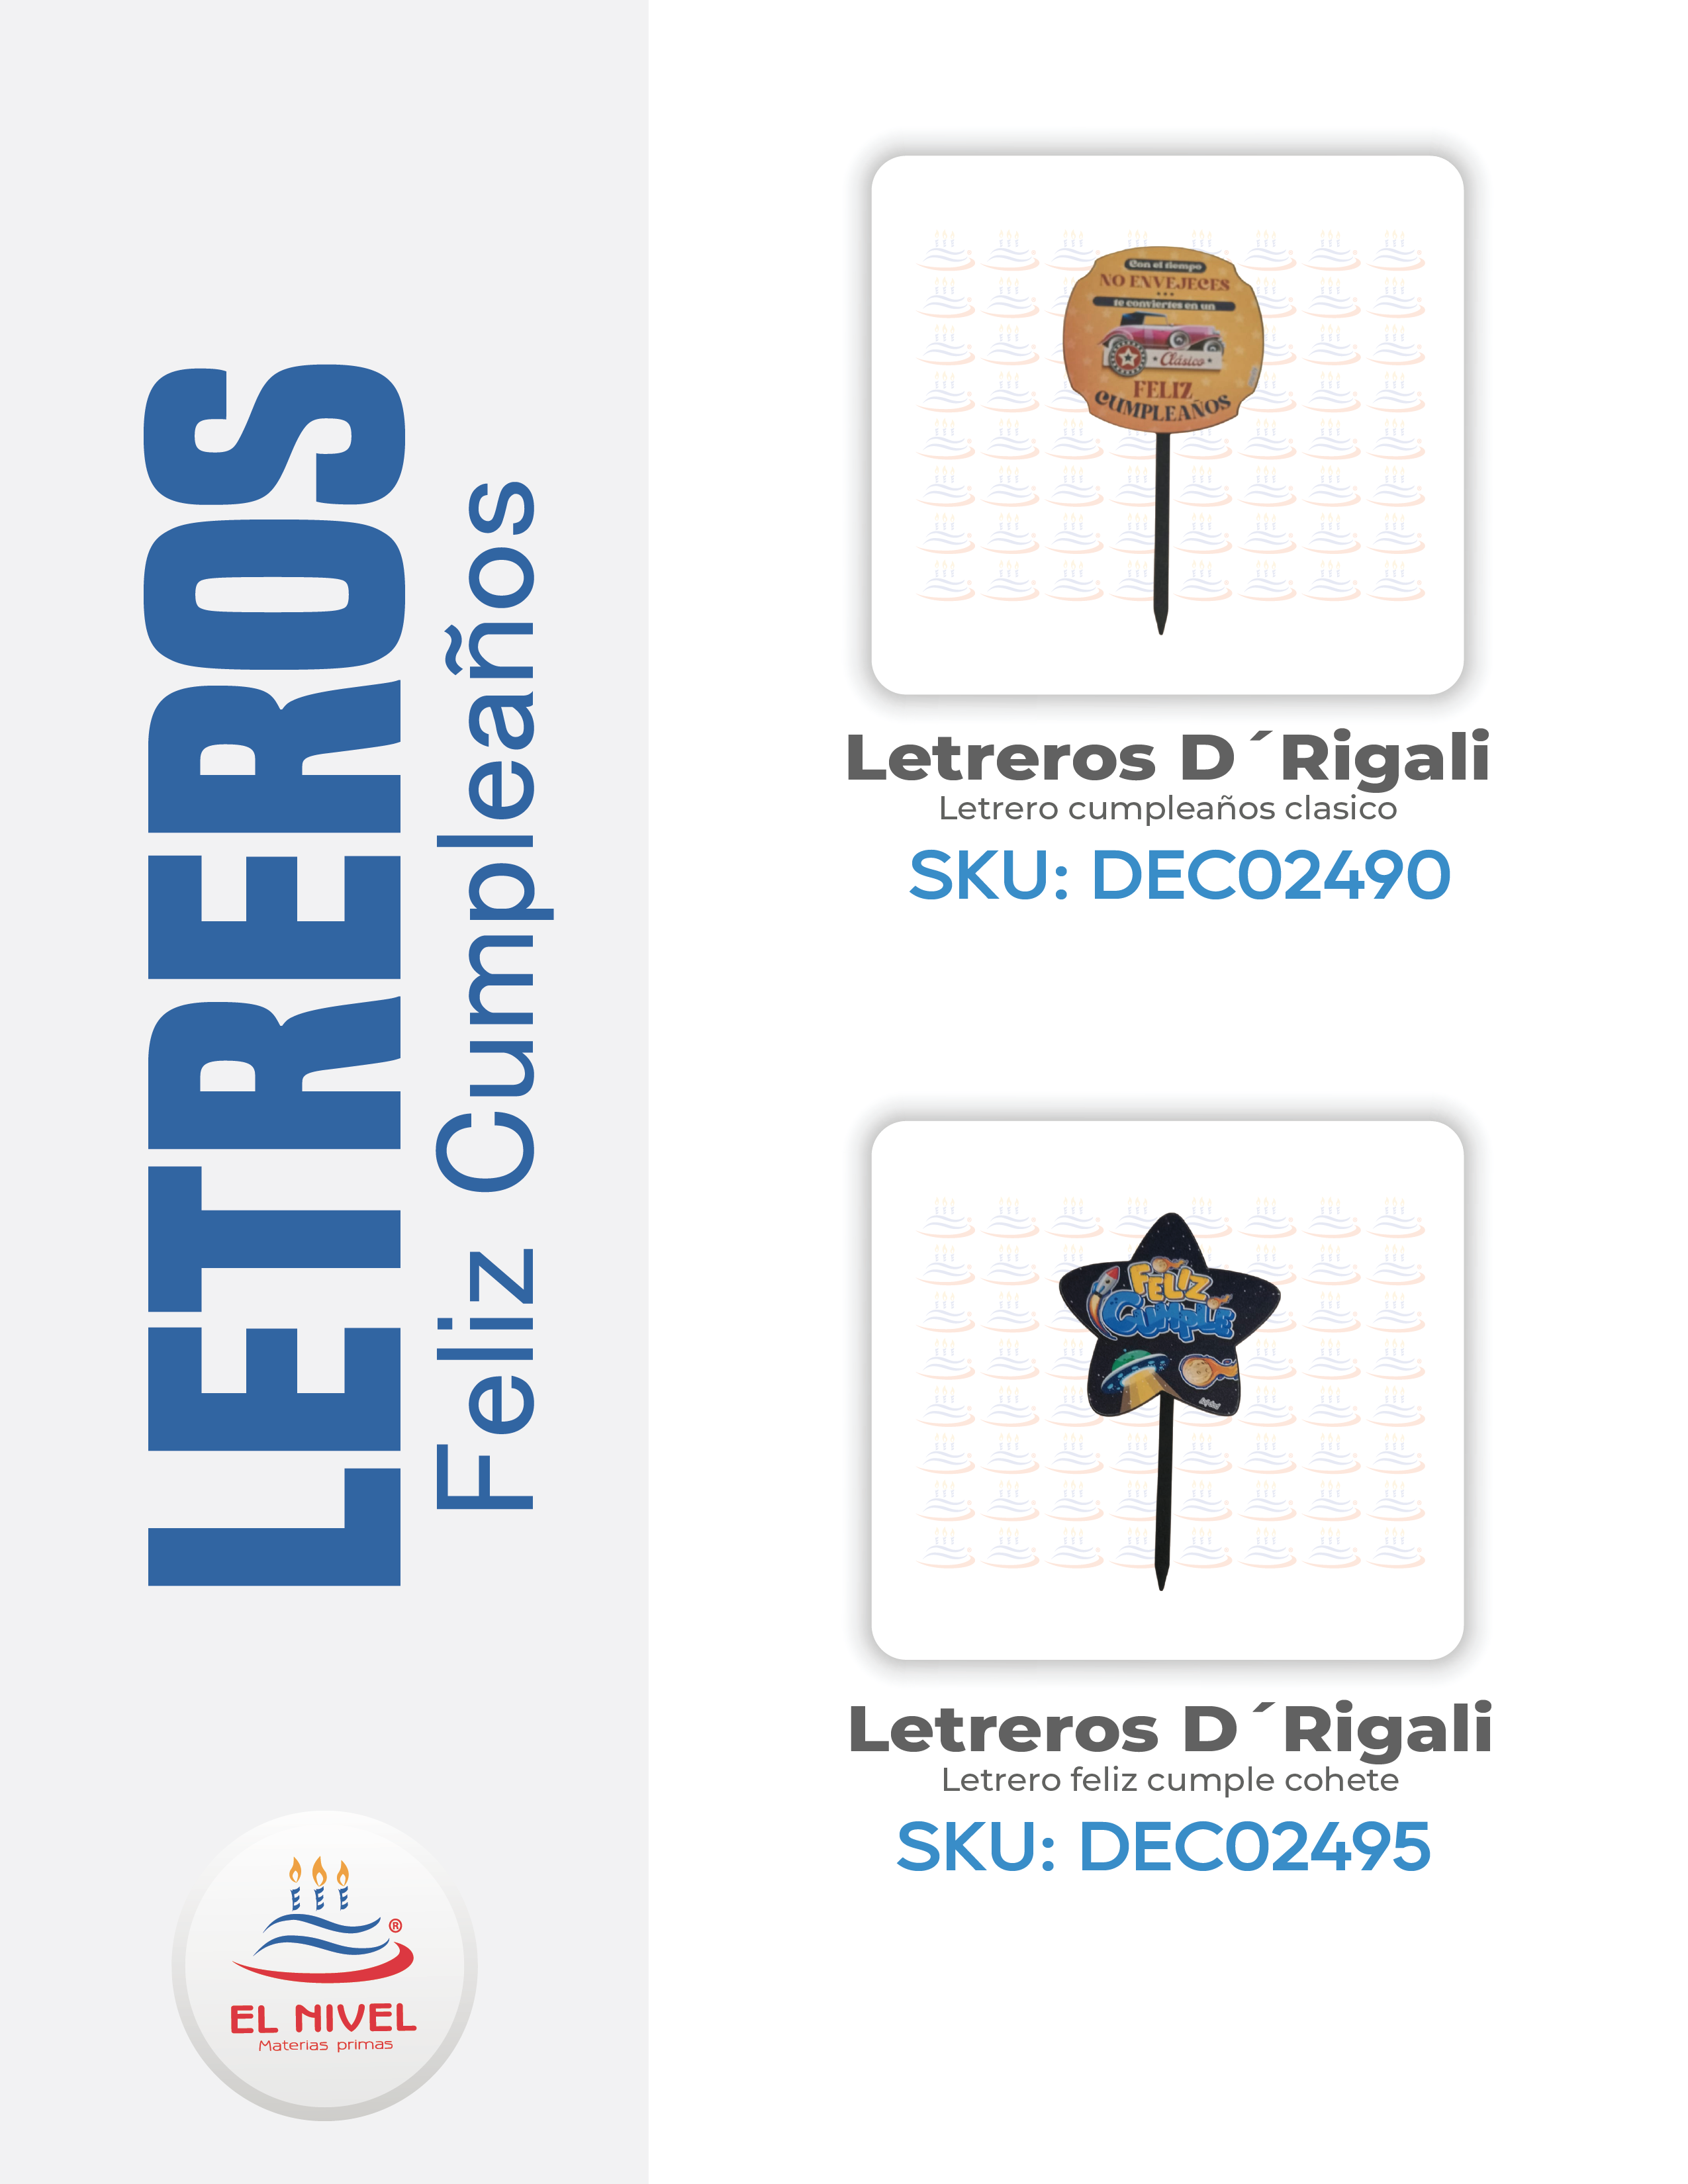 LETREROS
Feliz Cumpleaños
Con el tiempo
NO ENVEJECES
te conviertes en un
Clásico
FELIZ
CUMPLEAÑOS
Letreros D´Rigali
Letrero cumpleaños clasico
SKU: DEC02490
FELIZ
CUMPLE
Letreros D´Rigali
Letrero feliz cumple cohete
SKU: DEC02495
®
EL NIVEL
Materias primas